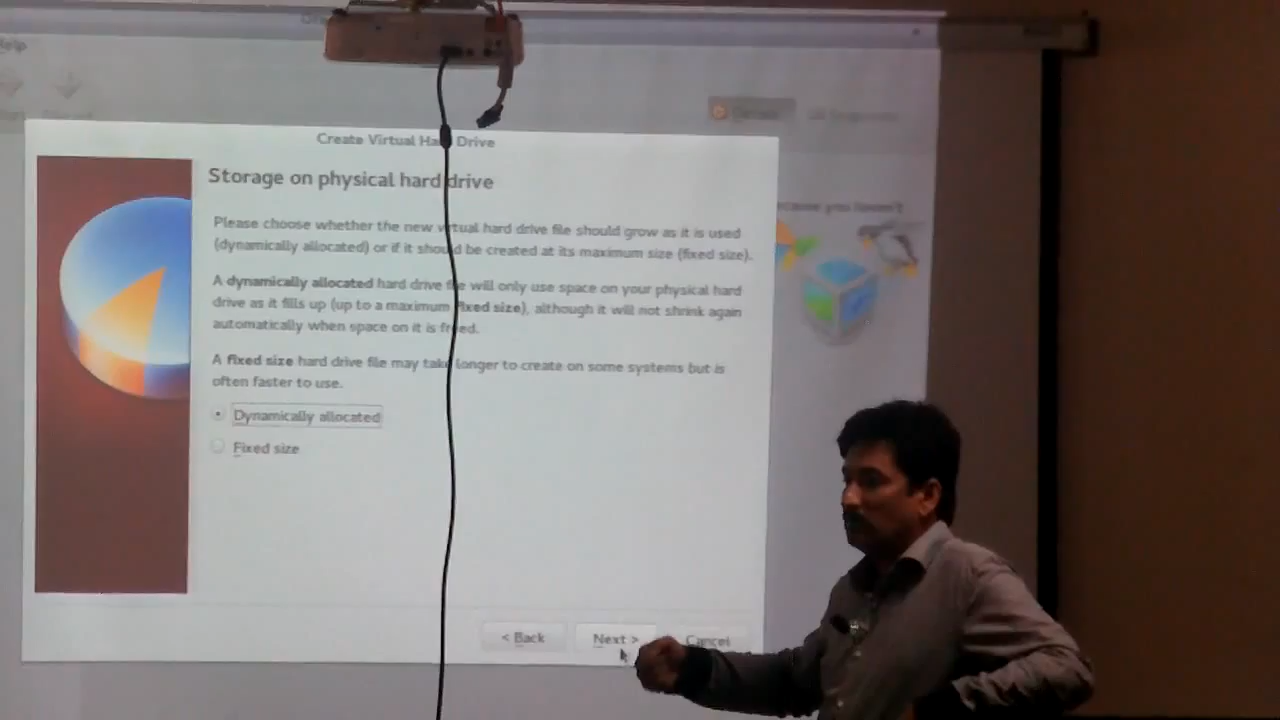 Help
Create Virtual Hard Drive
Storage on physical hard drive
Please choose whether the new virtual hard drive file should grow as it is used
(dynamically allocated) or if it should be created at its maximum size (fixed size).
A dynamically allocated hard drive file will only use space on your physical hard
drive as it fills up (up to a maximum fixed size), although it will not shrink again
automatically when space on it is freed.
A fixed size hard drive file may take longer to create on some systems but is
often faster to use.
Dynamically allocated
Fixed size
< Back
Next >
Cancel
because you haven't